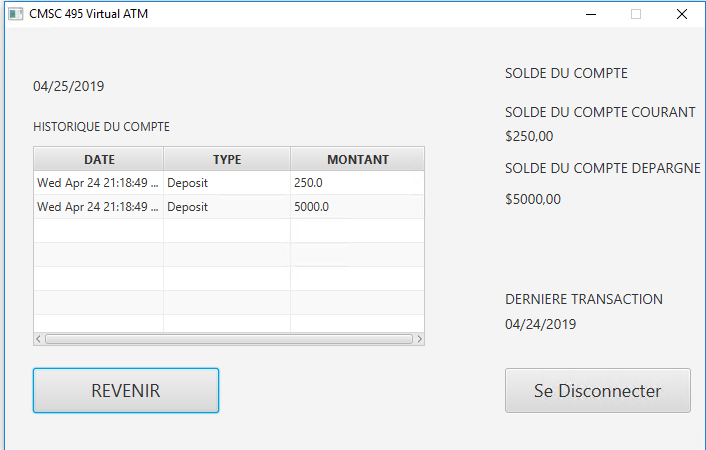 CMSC 495 Virtual ATM
04/25/2019
HISTORIQUE DU COMPTE
DATE TYPE MONTANT
Wed Apr 24 21:18:49 ... Deposit 250.0
Wed Apr 24 21:18:49 ... Deposit 5000.0
REVENIR
SOLDE DU COMPTE
SOLDE DU COMPTE COURANT
$250,00
SOLDE DU COMPTE DEPARGNE
$5000,00
DERNIERE TRANSACTION
04/24/2019
Se Disconnecter